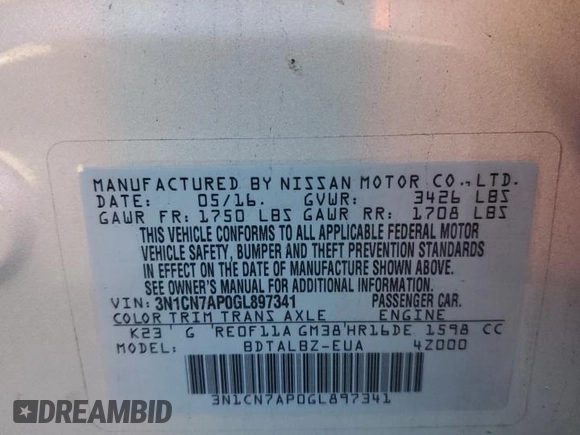 MANUFACTURED BY NISSAN MOTOR CO., LTD.
DATE: 05/16. GVWR: 3426 LBS
GAWR FR: 1750 LBS GAWR RR: 1708 LBS
THIS VEHICLE CONFORMS TO ALL APPLICABLE FEDERAL MOTOR
VEHICLE SAFETY, BUMPER AND THEFT PREVENTION STANDARDS
IN EFFECT ON THE DATE OF MANUFACTURE SHOWN ABOVE.
SEE OWNER'S MANUAL FOR ADDITIONAL INFORMATION.
VIN: 3N1CN7AP0GL897341 PASSENGER CAR.
COLOR TRIM TRANS AXLE ENGINE
K23 G RE0F11A GM38 HR16DE 1598 CC
MODEL: BDTALBZ-EUA 4Z000
3N1CN7AP0GL897341
BIDCARS.ORG